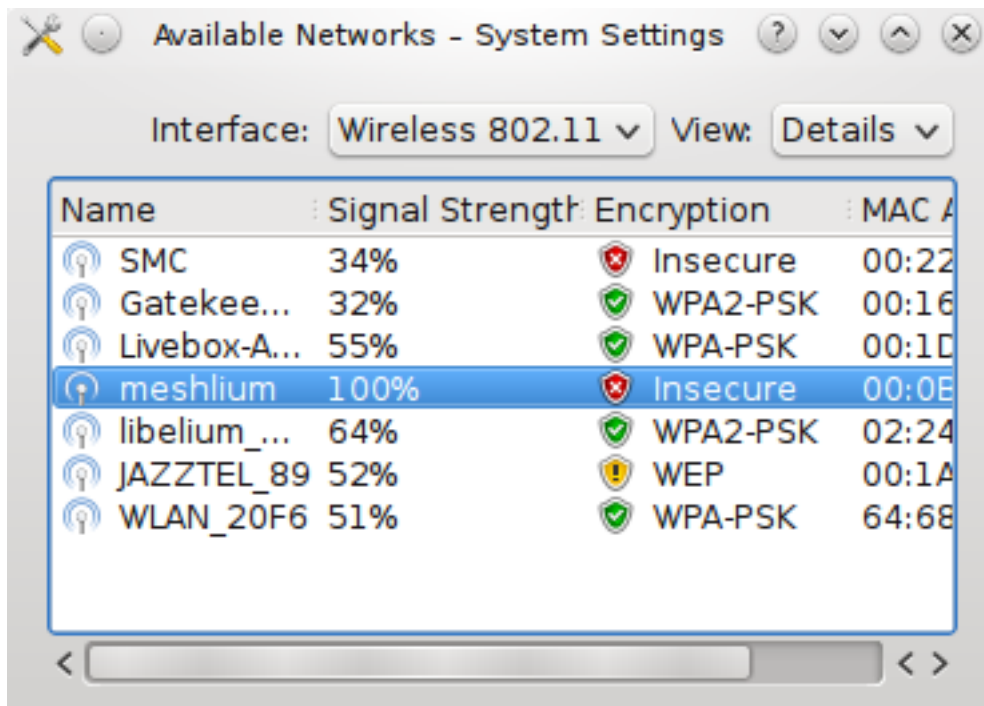 Available Networks – System Settings
Interface: Wireless 802.11 View: Details
Name Signal Strength Encryption MAC A
SMC 34% Insecure 00:22
Gatekee... 32% WPA2-PSK 00:16
Livebox-A... 55% WPA-PSK 00:1D
meshlium 100% Insecure 00:0B
libelium_... 64% WPA2-PSK 02:24
JAZZTEL_89 52% WEP 00:1A
WLAN_20F6 51% WPA-PSK 64:68